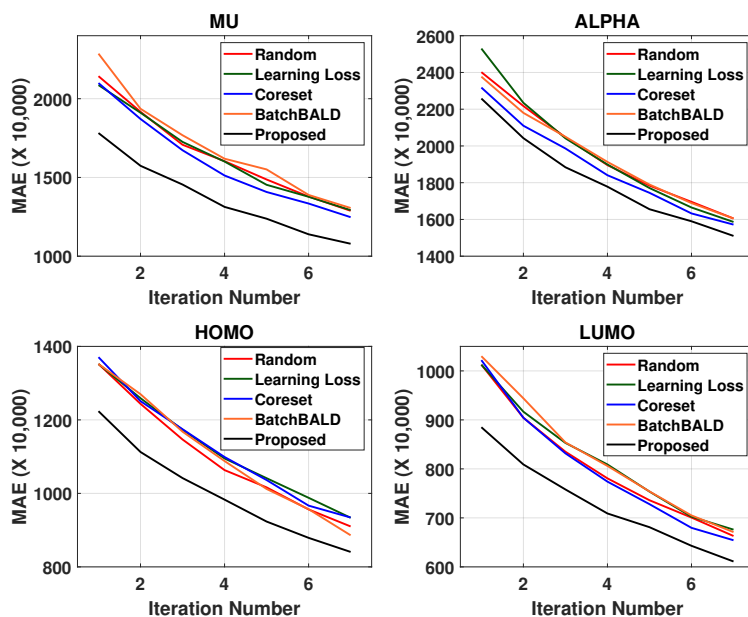 MU
MAE (X 10,000)
2000
1500
1000
2 4 6
Iteration Number
Random
Learning Loss
Coreset
BatchBALD
Proposed
ALPHA
MAE (X 10,000)
2600
2400
2200
2000
1800
1600
1400
2 4 6
Iteration Number
Random
Learning Loss
Coreset
BatchBALD
Proposed
HOMO
MAE (X 10,000)
1400
1200
1000
800
2 4 6
Iteration Number
Random
Learning Loss
Coreset
BatchBALD
Proposed
LUMO
MAE (X 10,000)
1000
900
800
700
600
2 4 6
Iteration Number
Random
Learning Loss
Coreset
BatchBALD
Proposed